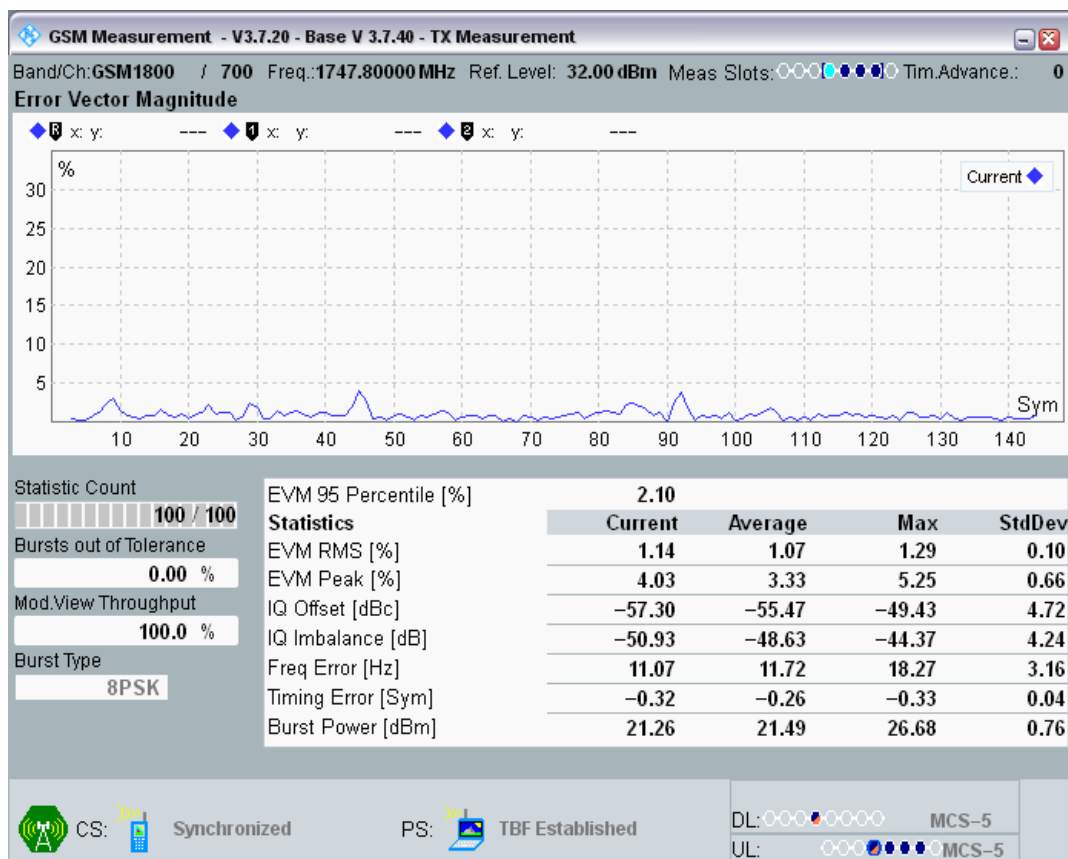 GSM Measurement - V3.7.20 - Base V 3.7.40 - TX Measurement
Band/Ch:GSM1800 / 700 Freq.:1747.80000 MHz Ref. Level: 32.00 dBm Meas Slots: Tim.Advance.: 0
Error Vector Magnitude
R x: y: --- 1 x: y: --- 2 x: y: ---
%
Current
30
25
20
15
10
5
Sym
10 20 30 40 50 60 70 80 90 100 110 120 130 140
Statistic Count
100 / 100
Bursts out of Tolerance
0.00 %
Mod.View Throughput
100.0 %
Burst Type
8PSK
EVM 95 Percentile [%] 2.10
Statistics Current Average Max StdDev
EVM RMS [%] 1.14 1.07 1.29 0.10
EVM Peak [%] 4.03 3.33 5.25 0.66
IQ Offset [dBc] −57.30 −55.47 −49.43 4.72
IQ Imbalance [dB] −50.93 −48.63 −44.37 4.24
Freq Error [Hz] 11.07 11.72 18.27 3.16
Timing Error [Sym] −0.32 −0.26 −0.33 0.04
Burst Power [dBm] 21.26 21.49 26.68 0.76
CS: Synchronized PS: TBF Established
DL: MCS−5
UL: MCS−5